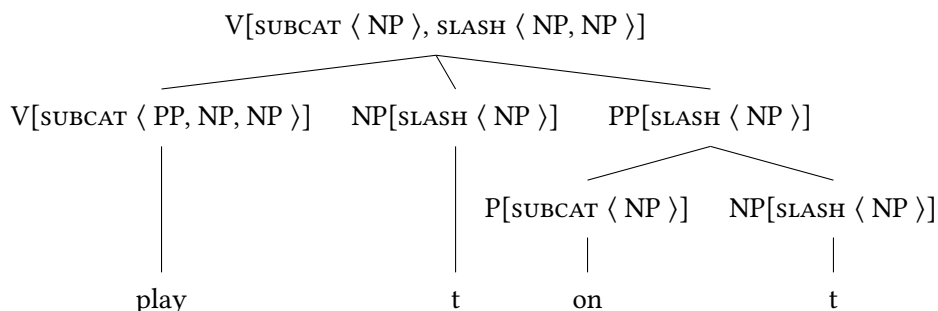 V[SUBCAT ⟨ NP ⟩, SLASH ⟨ NP, NP ⟩]
V[SUBCAT ⟨ PP, NP, NP ⟩] NP[SLASH ⟨ NP ⟩] PP[SLASH ⟨ NP ⟩]
P[SUBCAT ⟨ NP ⟩] NP[SLASH ⟨ NP ⟩]
play t on t